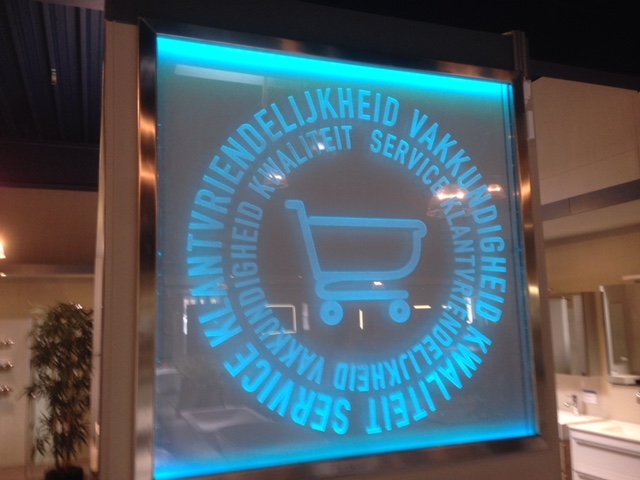 KLANTVRIENDELIJKHEID VAKKUNDIGHEID KWALITEIT SERVICE
KWALITEIT SERVICE KLANTVRIENDELIJKHEID VAKKUNDIGHEID